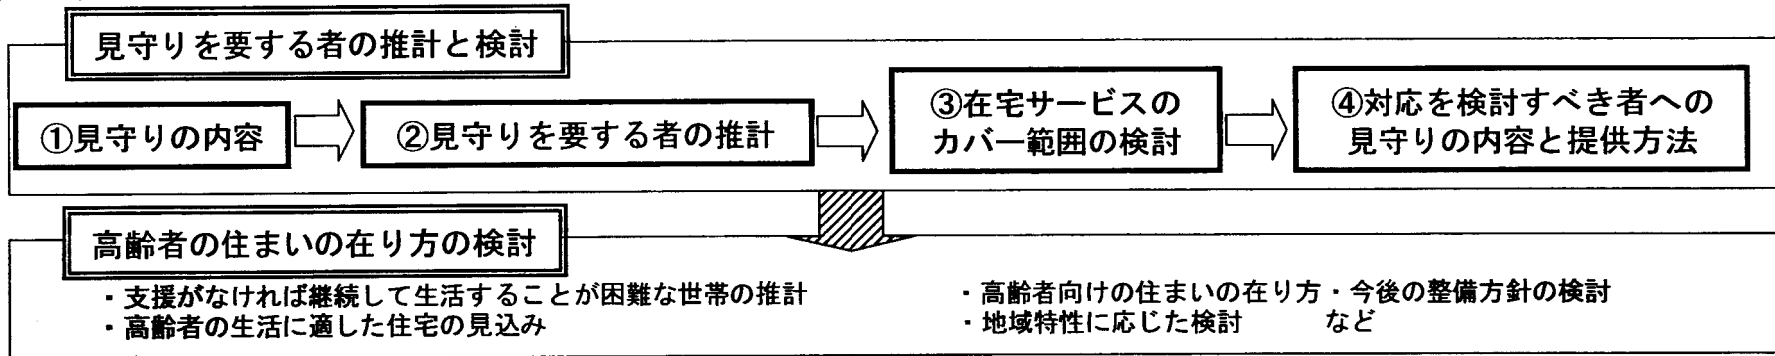 見守りを要する者の推計と検討
①見守りの内容
②見守りを要する者の推計
③在宅サービスの
カバー範囲の検討
④対応を検討すべき者への
見守りの内容と提供方法
高齢者の住まいの在り方の検討
・支援がなければ継続して生活することが困難な世帯の推計
・高齢者の生活に適した住宅の見込み
・高齢者向けの住まいの在り方・今後の整備方針の検討
・地域特性に応じた検討　　　など